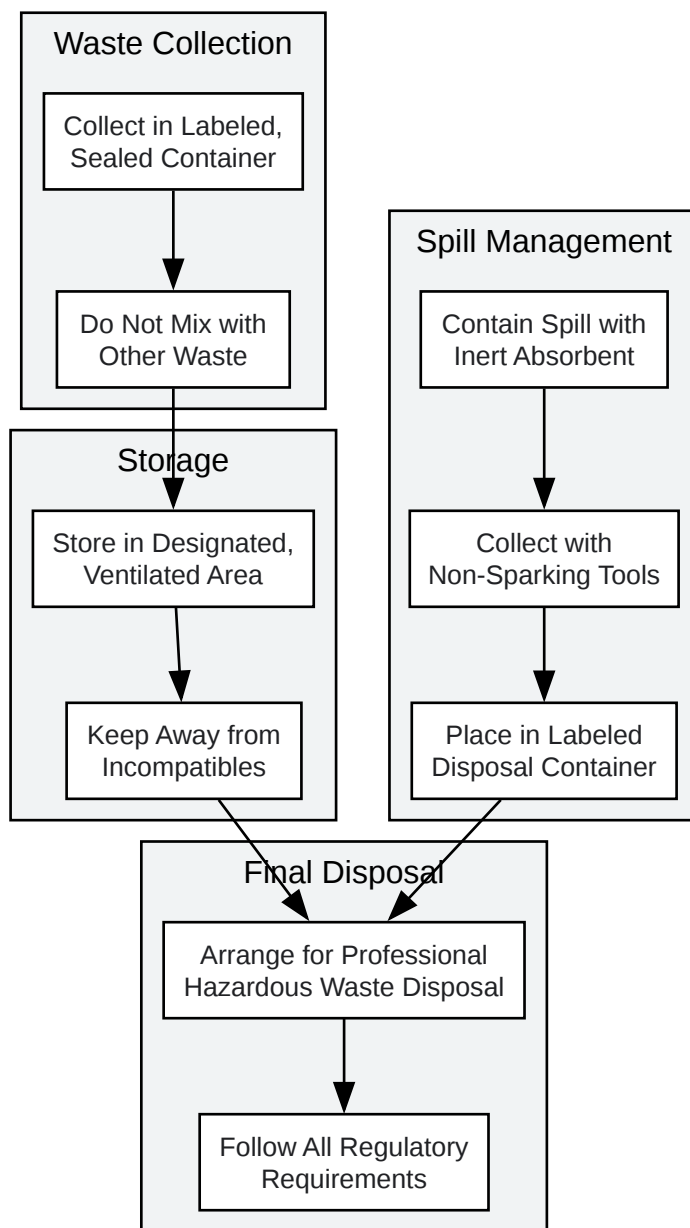 Waste Collection
Collect in Labeled,
Sealed Container
Do Not Mix with
Other Waste
Storage
Store in Designated,
Ventilated Area
Keep Away from
Incompatibles
Spill Management
Contain Spill with
Inert Absorbent
Collect with
Non-Sparking Tools
Place in Labeled
Disposal Container
Final Disposal
Arrange for Professional
Hazardous Waste Disposal
Follow All Regulatory
Requirements